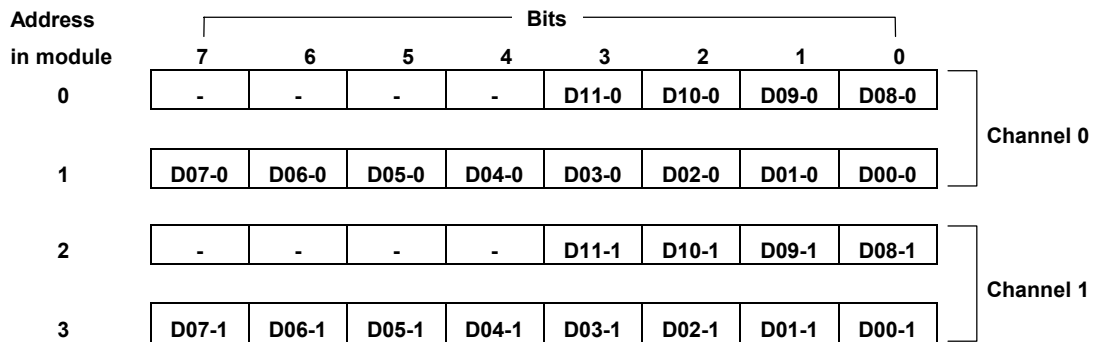 Address Bits
in module 7 6 5 4 3 2 1 0
0 - - - - D11-0 D10-0 D09-0 D08-0
Channel 0
1 D07-0 D06-0 D05-0 D04-0 D03-0 D02-0 D01-0 D00-0
2 - - - - D11-1 D10-1 D09-1 D08-1
Channel 1
3 D07-1 D06-1 D05-1 D04-1 D03-1 D02-1 D01-1 D00-1